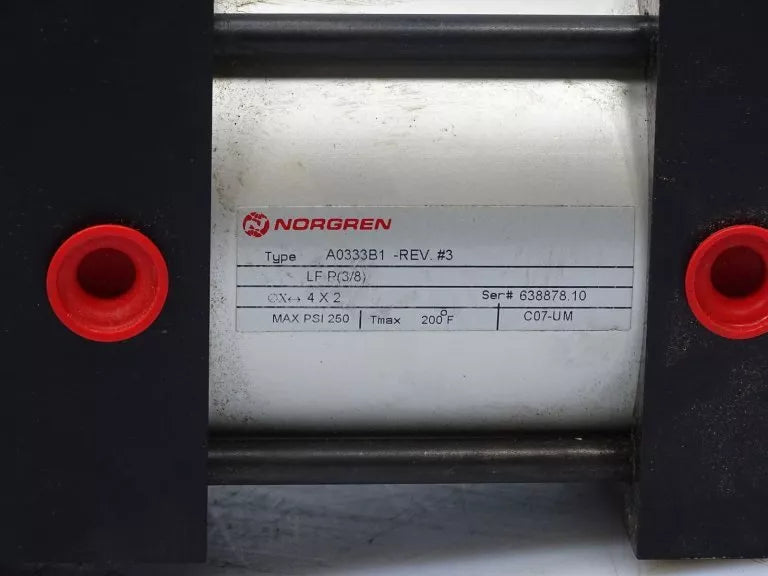 NORGREN
Type A0333B1 -REV. #3
LF P(3/8)
∅X↔ 4 X 2 Ser# 638878.10
MAX PSI 250 Tmax 200°F C07-UM